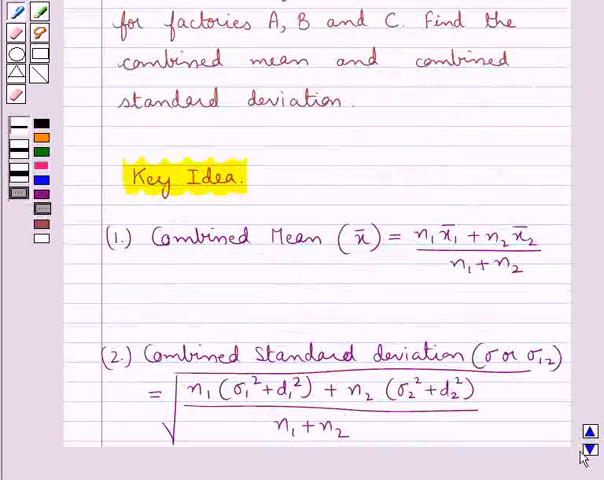 for factories A, B and C. Find the
combined mean and combined
standard deviation.
Key Idea.
(1.) Combined Mean (x̄) = n₁x̄₁ + n₂x̄₂ / n₁ + n₂
(2.) Combined Standard deviation (σ or σ₁₂)
= √(n₁(σ₁² + d₁²) + n₂(σ₂² + d₂²) / n₁ + n₂)